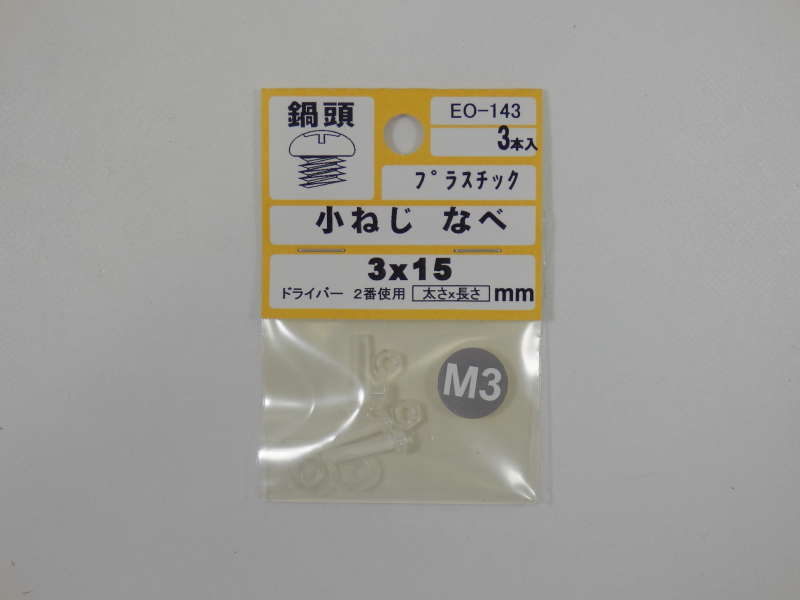 鍋頭
EO-143
3本入
プラスチック
小ねじ なべ
3x15
ドライバー 2番使用 太さx長さ mm
M3